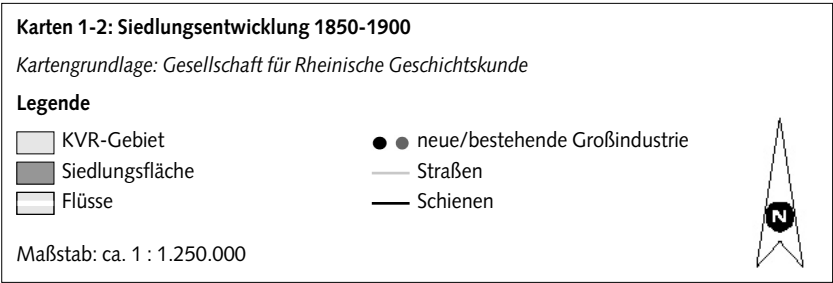 Karten 1-2: Siedlungsentwicklung 1850-1900
Kartengrundlage: Gesellschaft für Rheinische Geschichtskunde
Legende
KVR-Gebiet
neue/bestehende Großindustrie
Siedlungsfläche
Straßen
Flüsse
Schienen
N
Maßstab: ca. 1 : 1.250.000